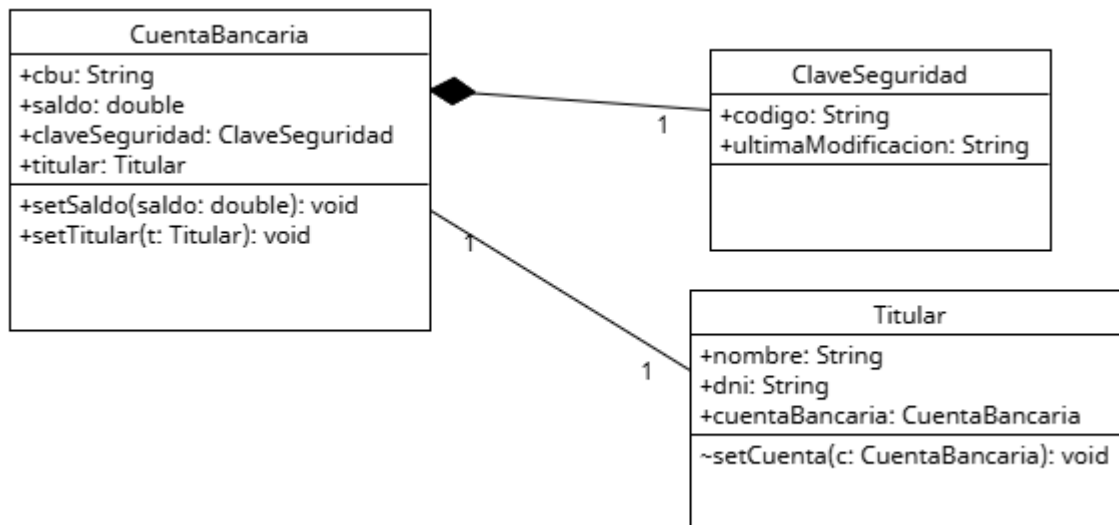 CuentaBancaria
+cbu: String
+saldo: double
+claveSeguridad: ClaveSeguridad
+titular: Titular
+setSaldo(saldo: double): void
+setTitular(t: Titular): void
1
ClaveSeguridad
+codigo: String
+ultimaModificacion: String
1
1
Titular
+nombre: String
+dni: String
+cuentaBancaria: CuentaBancaria
~setCuenta(c: CuentaBancaria): void